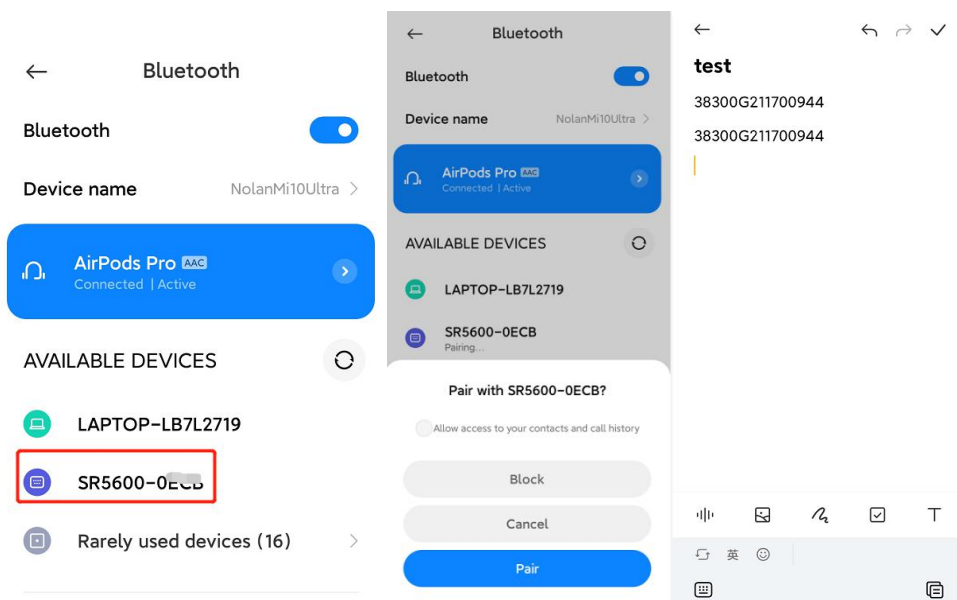 Bluetooth
Bluetooth
Device name NolanMi10Ultra
AirPods Pro AAC
Connected | Active
AVAILABLE DEVICES
LAPTOP-LB7L2719
SR5600-0ECB
Rarely used devices (16)
Bluetooth
Bluetooth
Device name NolanMi10Ultra
AirPods Pro AAC
Connected | Active
AVAILABLE DEVICES
LAPTOP-LB7L2719
SR5600-0ECB
Pairing...
Pair with SR5600-0ECB?
Allow access to your contacts and call history
Block
Cancel
Pair
test
38300G211700944
38300G211700944
T
英